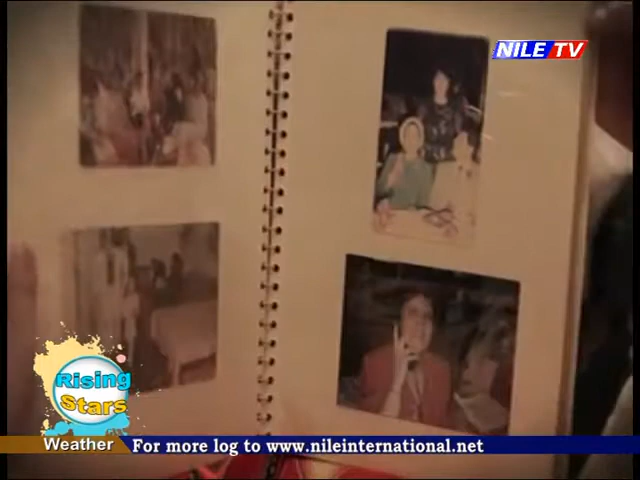 NILE TV
Rising
Stars
Weather
For more log to www.nileinternational.net